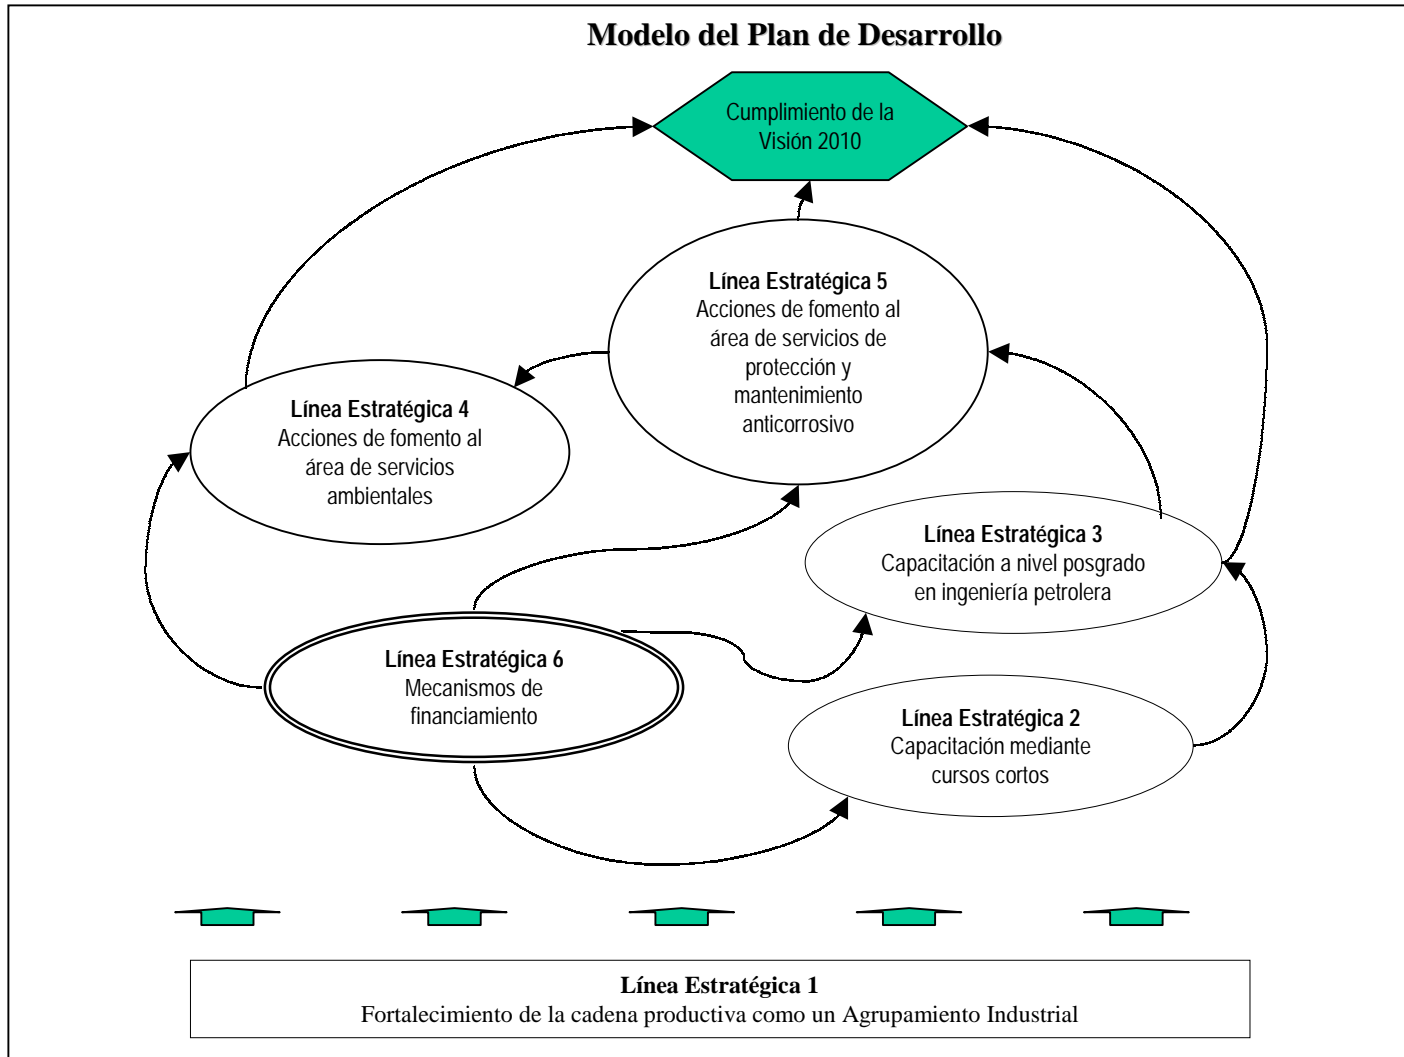 Modelo del Plan de Desarrollo
Cumplimiento de la
Visión 2010
Línea Estratégica 5
Acciones de fomento al
área de servicios de
protección y
mantenimiento
anticorrosivo
Línea Estratégica 4
Acciones de fomento al
área de servicios
ambientales
Línea Estratégica 3
Capacitación a nivel posgrado
en ingeniería petrolera
Línea Estratégica 6
Mecanismos de
financiamiento
Línea Estratégica 2
Capacitación mediante
cursos cortos
Línea Estratégica 1
Fortalecimiento de la cadena productiva como un Agrupamiento Industrial